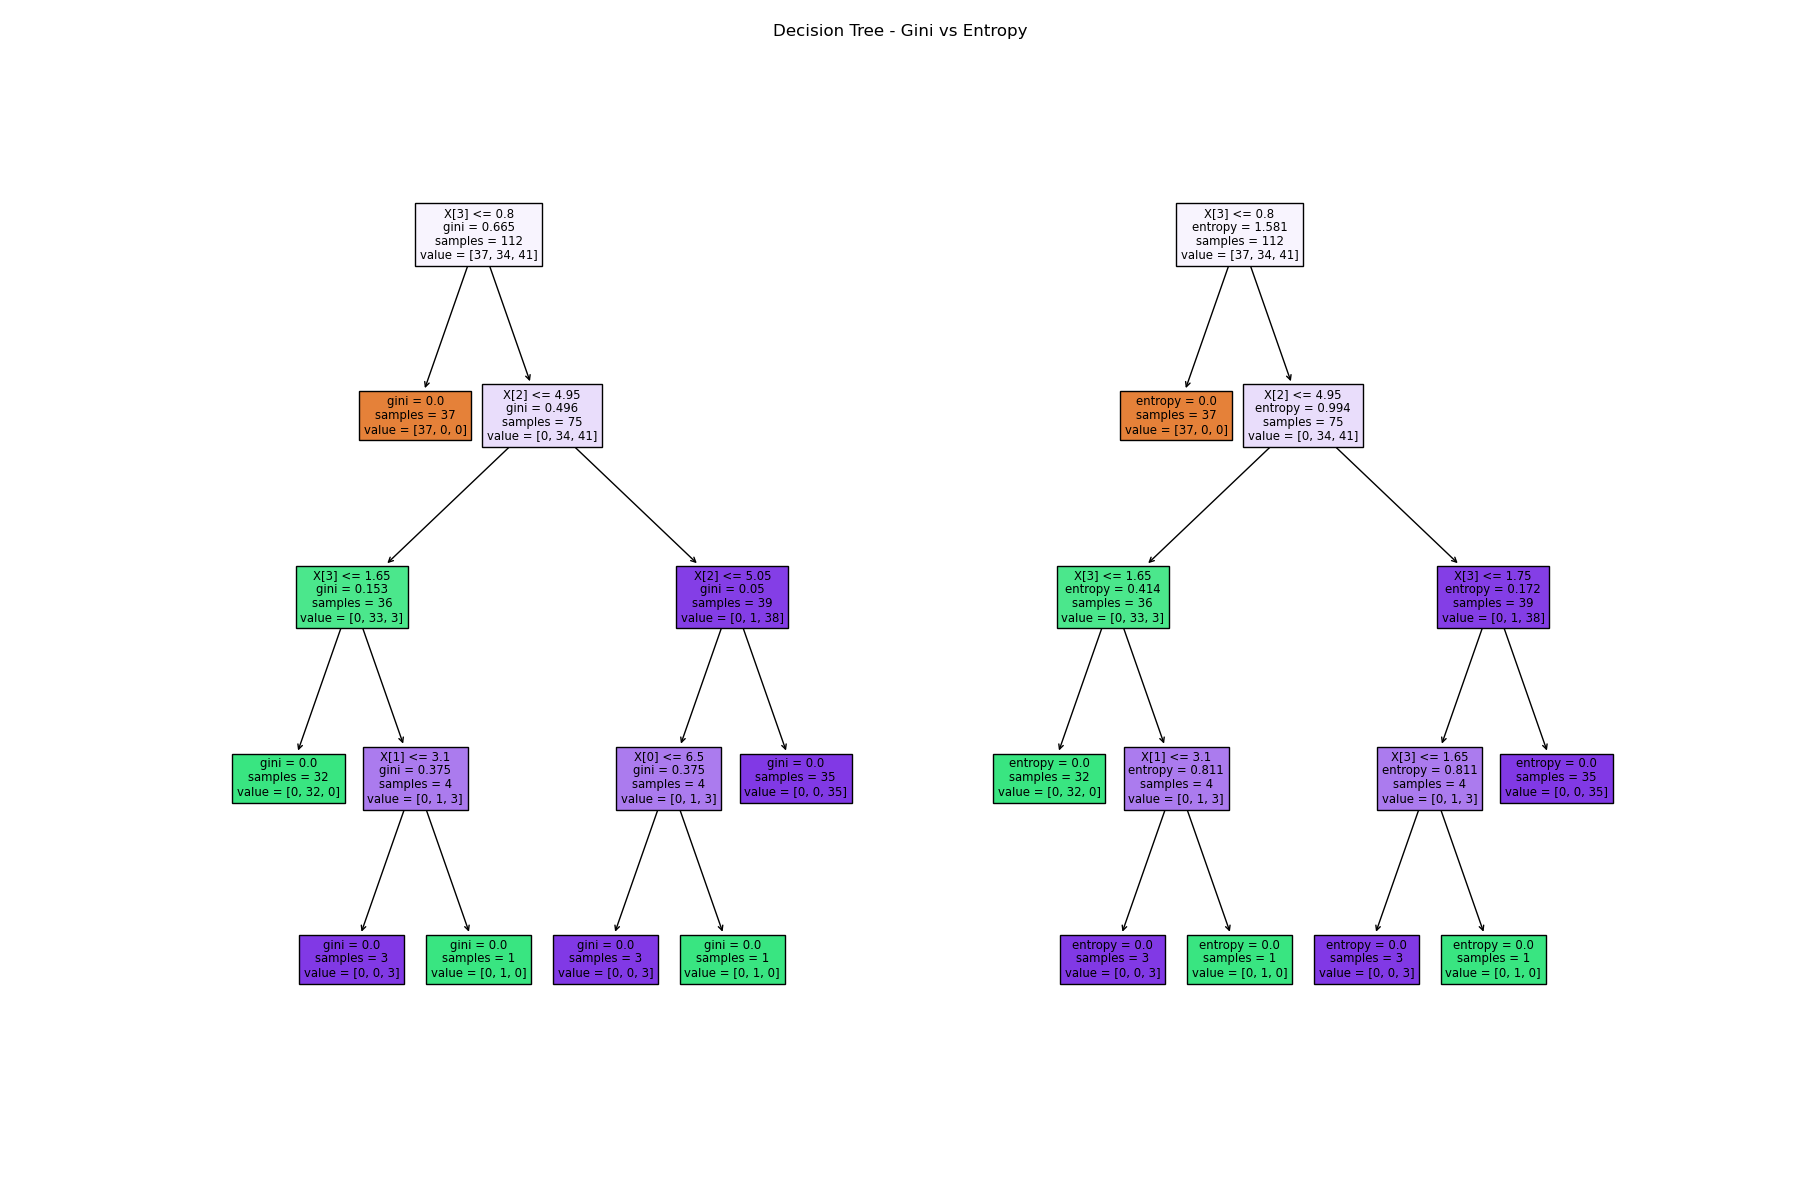 Decision Tree - Gini vs Entropy
X[3] <= 0.8
gini = 0.665
samples = 112
value = [37, 34, 41]
gini = 0.0
samples = 37
value = [37, 0, 0]
X[2] <= 4.95
gini = 0.496
samples = 75
value = [0, 34, 41]
X[3] <= 1.65
gini = 0.153
samples = 36
value = [0, 33, 3]
X[2] <= 5.05
gini = 0.05
samples = 39
value = [0, 1, 38]
gini = 0.0
samples = 32
value = [0, 32, 0]
X[1] <= 3.1
gini = 0.375
samples = 4
value = [0, 1, 3]
X[0] <= 6.5
gini = 0.375
samples = 4
value = [0, 1, 3]
gini = 0.0
samples = 35
value = [0, 0, 35]
gini = 0.0
samples = 3
value = [0, 0, 3]
gini = 0.0
samples = 1
value = [0, 1, 0]
gini = 0.0
samples = 3
value = [0, 0, 3]
gini = 0.0
samples = 1
value = [0, 1, 0]
X[3] <= 0.8
entropy = 1.581
samples = 112
value = [37, 34, 41]
entropy = 0.0
samples = 37
value = [37, 0, 0]
X[2] <= 4.95
entropy = 0.994
samples = 75
value = [0, 34, 41]
X[3] <= 1.65
entropy = 0.414
samples = 36
value = [0, 33, 3]
X[3] <= 1.75
entropy = 0.172
samples = 39
value = [0, 1, 38]
entropy = 0.0
samples = 32
value = [0, 32, 0]
X[1] <= 3.1
entropy = 0.811
samples = 4
value = [0, 1, 3]
X[3] <= 1.65
entropy = 0.811
samples = 4
value = [0, 1, 3]
entropy = 0.0
samples = 35
value = [0, 0, 35]
entropy = 0.0
samples = 3
value = [0, 0, 3]
entropy = 0.0
samples = 1
value = [0, 1, 0]
entropy = 0.0
samples = 3
value = [0, 0, 3]
entropy = 0.0
samples = 1
value = [0, 1, 0]